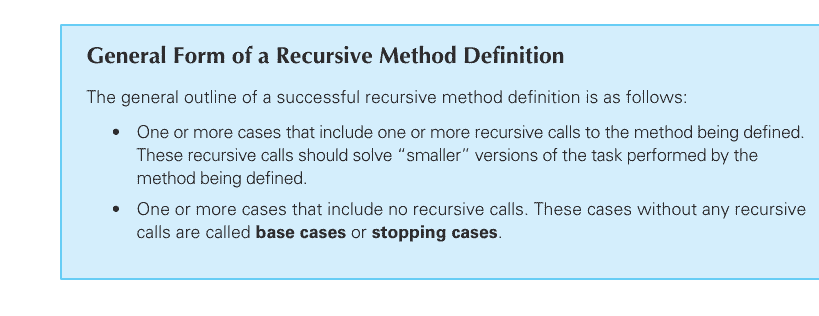 General Form of a Recursive Method Definition
The general outline of a successful recursive method definition is as follows:
• One or more cases that include one or more recursive calls to the method being defined.
These recursive calls should solve “smaller” versions of the task performed by the
method being defined.
• One or more cases that include no recursive calls. These cases without any recursive
calls are called base cases or stopping cases.